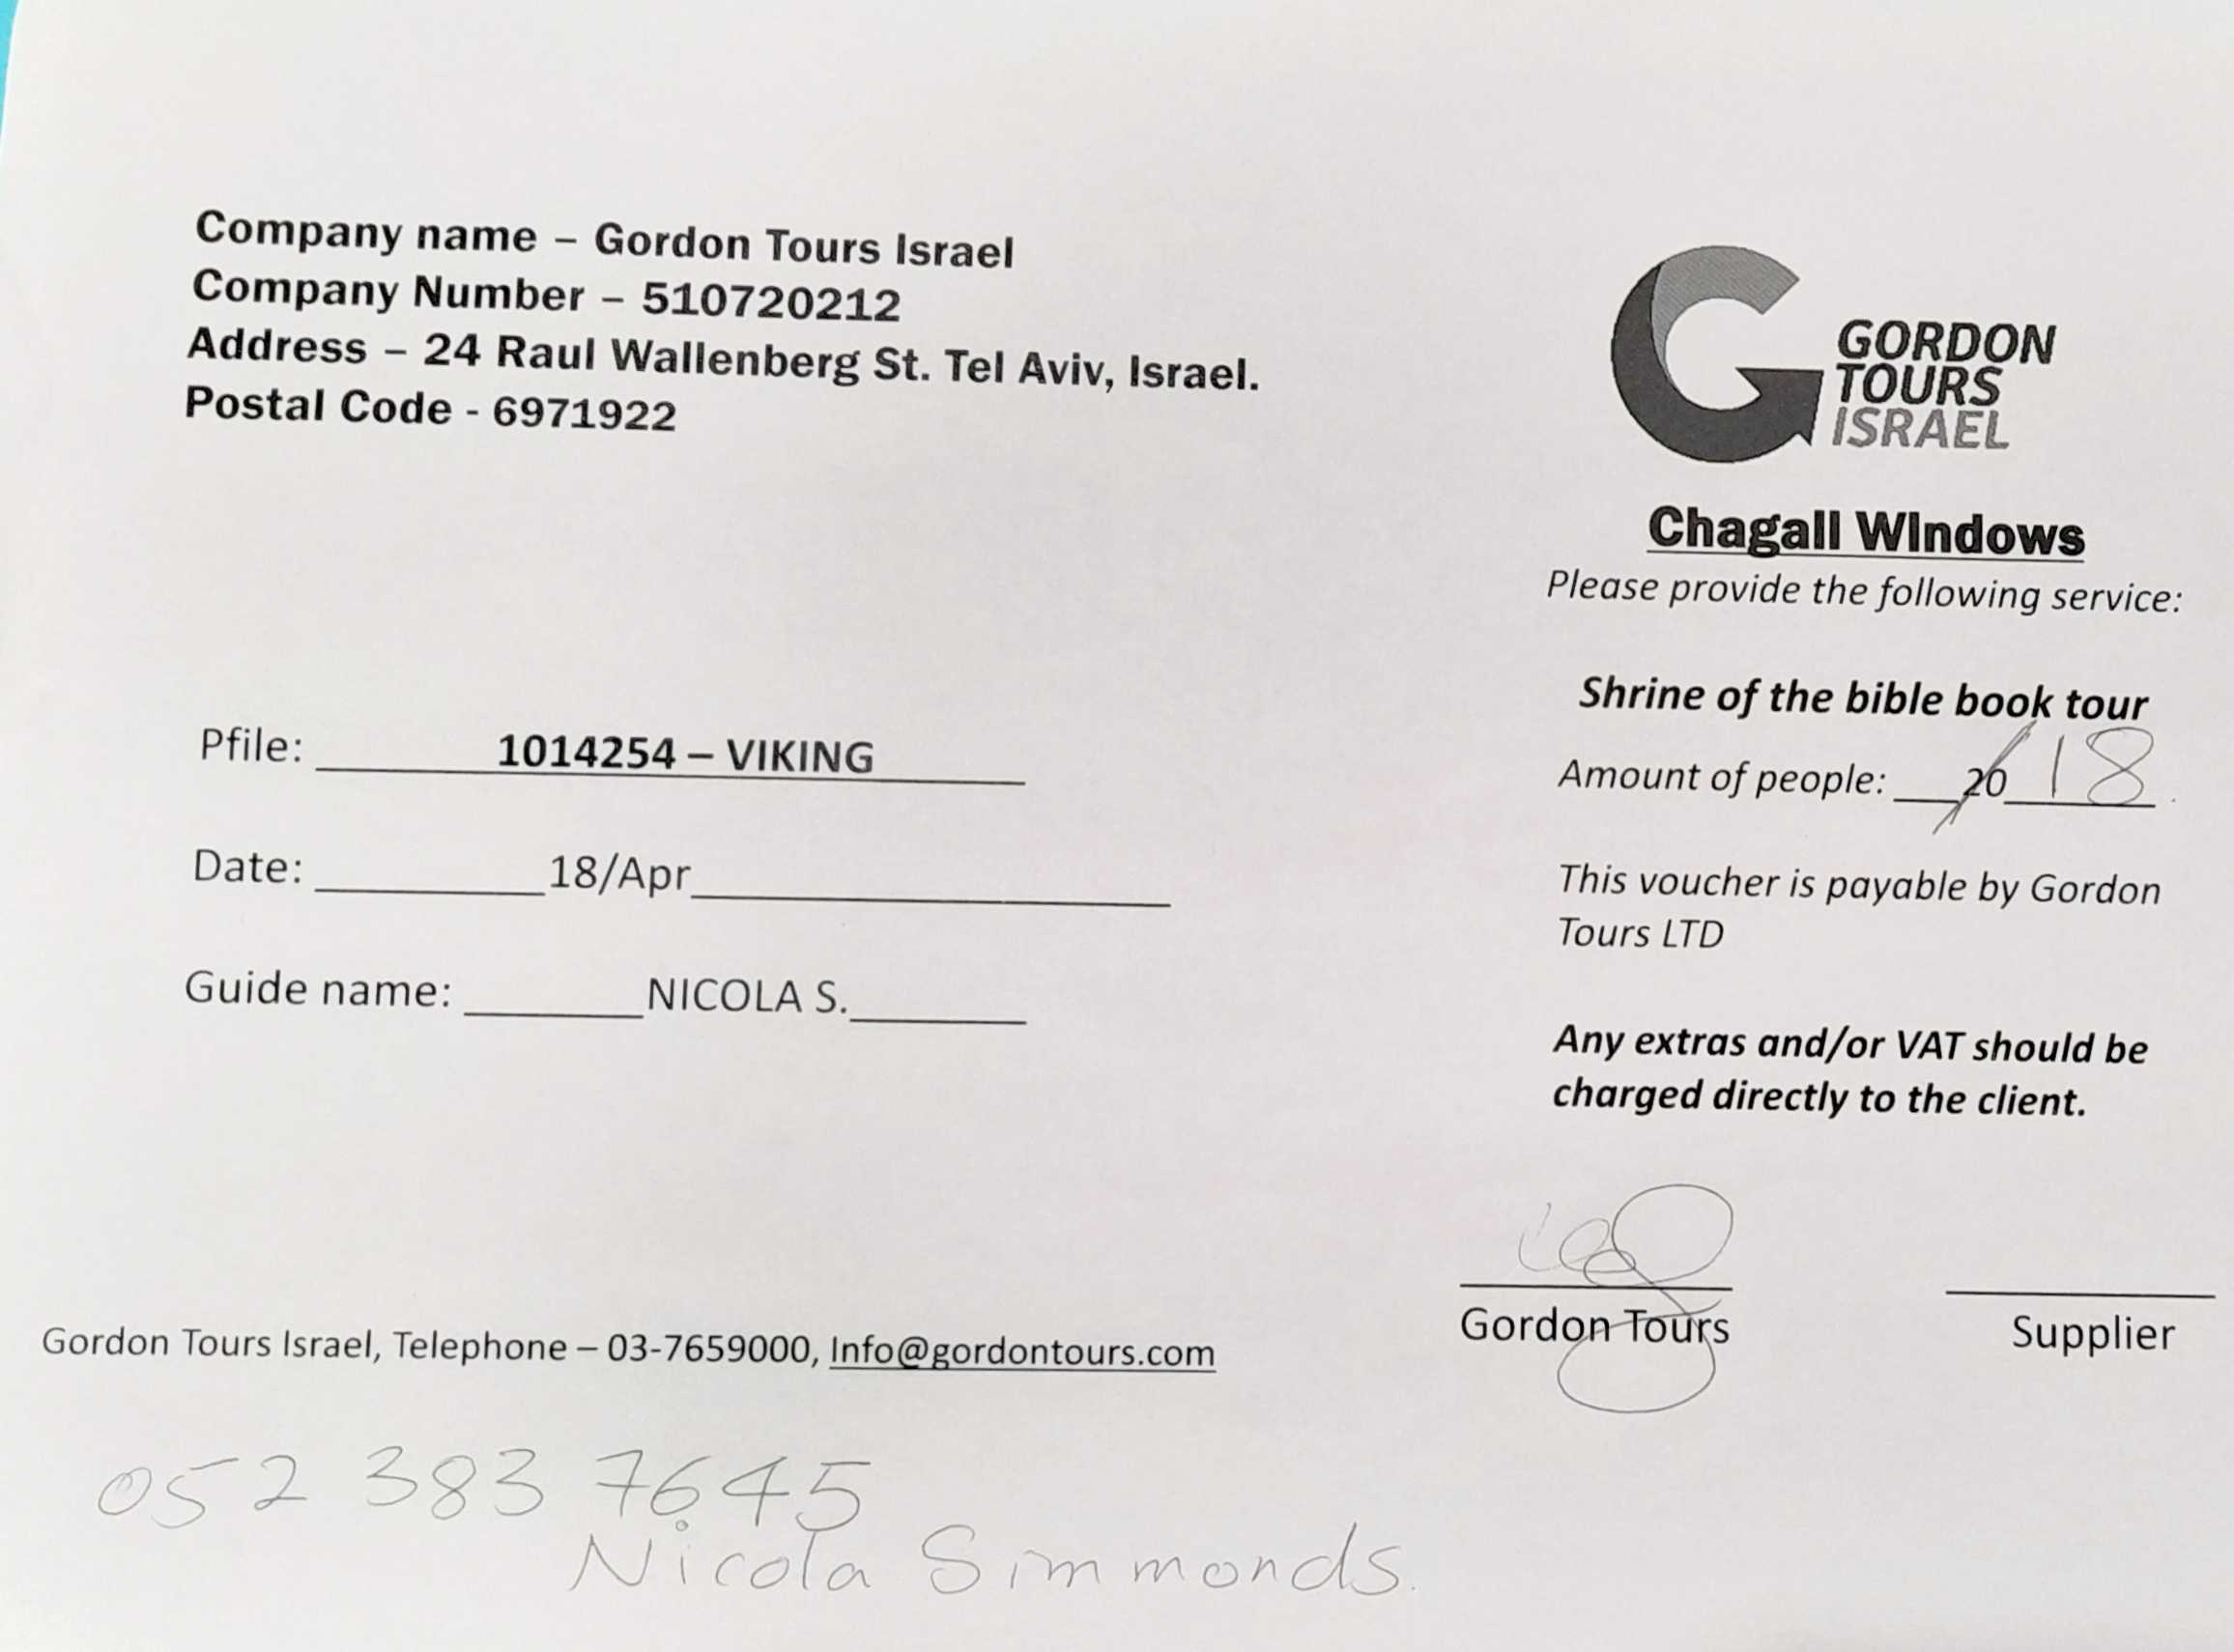 Company name – Gordon Tours Israel
Company Number – 510720212
Address – 24 Raul Wallenberg St. Tel Aviv, Israel.
Postal Code - 6971922
GORDON
TOURS
ISRAEL
Chagall Windows
Please provide the following service:
Shrine of the bible book tour
Amount of people: 20 18
This voucher is payable by Gordon
Tours LTD
Any extras and/or VAT should be
charged directly to the client.
Pfile: 1014254 – VIKING
Date: 18/Apr
Guide name: NICOLA S.
Gordon Tours
Supplier
Gordon Tours Israel, Telephone – 03-7659000, Info@gordontours.com
052 383 7645
Nicola Simmonds.